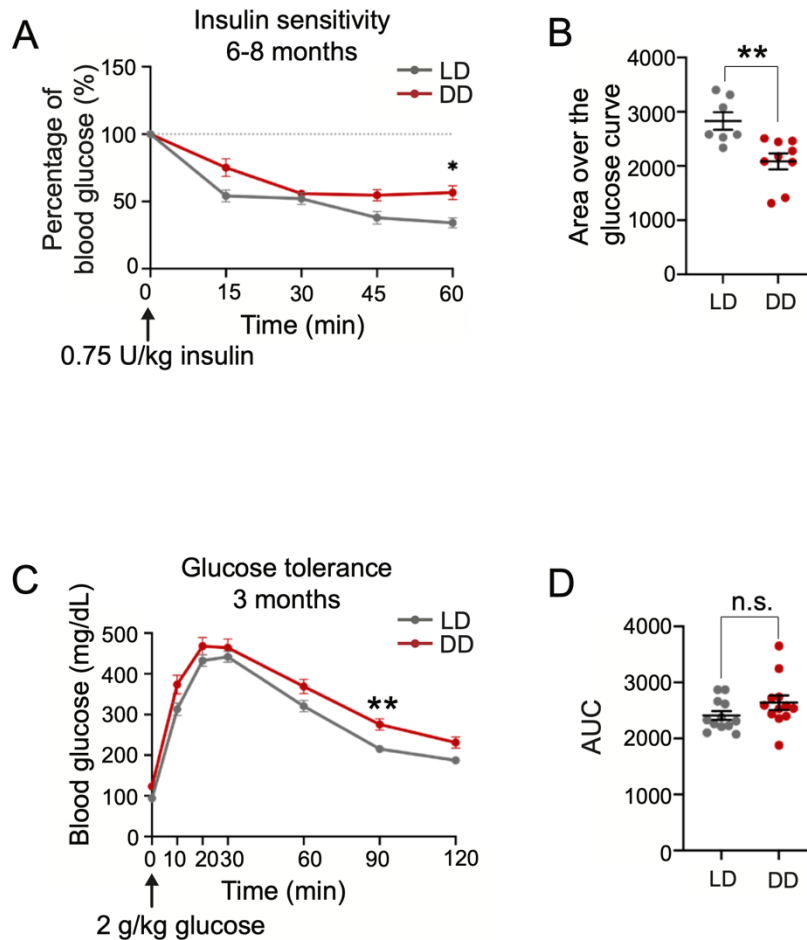 A
Insulin sensitivity
6-8 months
LD
DD
Percentage of
blood glucose (%)
150
100
50
0
*
0 15 30 45 60
Time (min)
0.75 U/kg insulin
B
**
Area over the
glucose curve
4000
3000
2000
1000
0
LD DD
C
Glucose tolerance
3 months
LD
DD
Blood glucose (mg/dL)
500
400
300
200
100
0
**
0 10 20 30 60 90 120
Time (min)
2 g/kg glucose
D
n.s.
AUC
4000
3000
2000
1000
0
LD DD